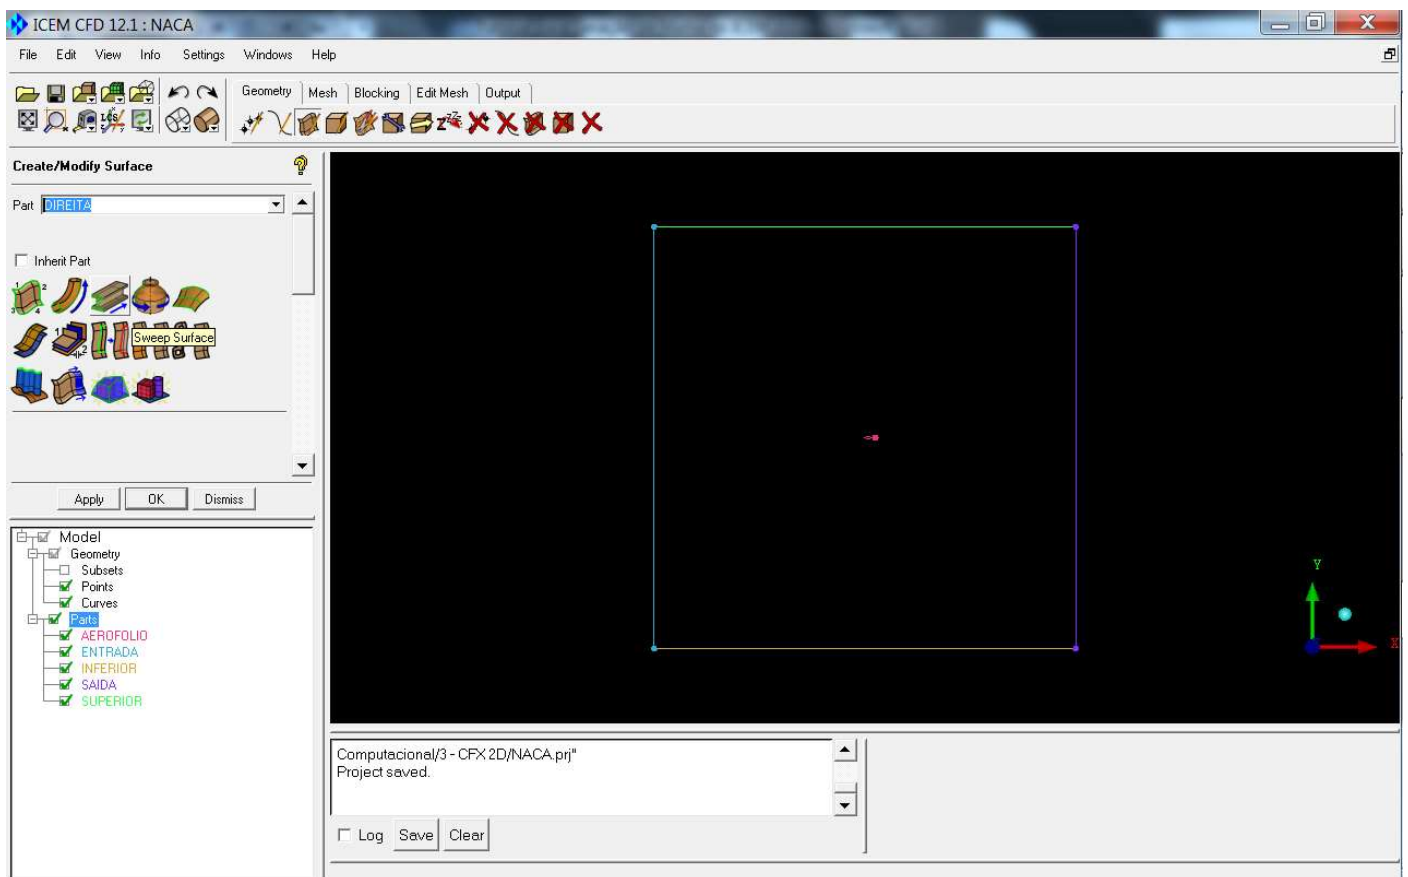 ICEM CFD 12.1 : NACA
File Edit View Info Settings Windows Help
Geometry Mesh Blocking Edit Mesh Output
Create/Modify Surface
Part DIREITA
Inherit Part
Sweep Surface
Apply OK Dismiss
Model
Geometry
Subsets
Points
Curves
Parts
AEROFOLIO
ENTRADA
INFERIOR
SAIDA
SUPERIOR
Y
X
Computacional/3 - CFX 2D/NACA.prj"
Project saved.
Log Save Clear